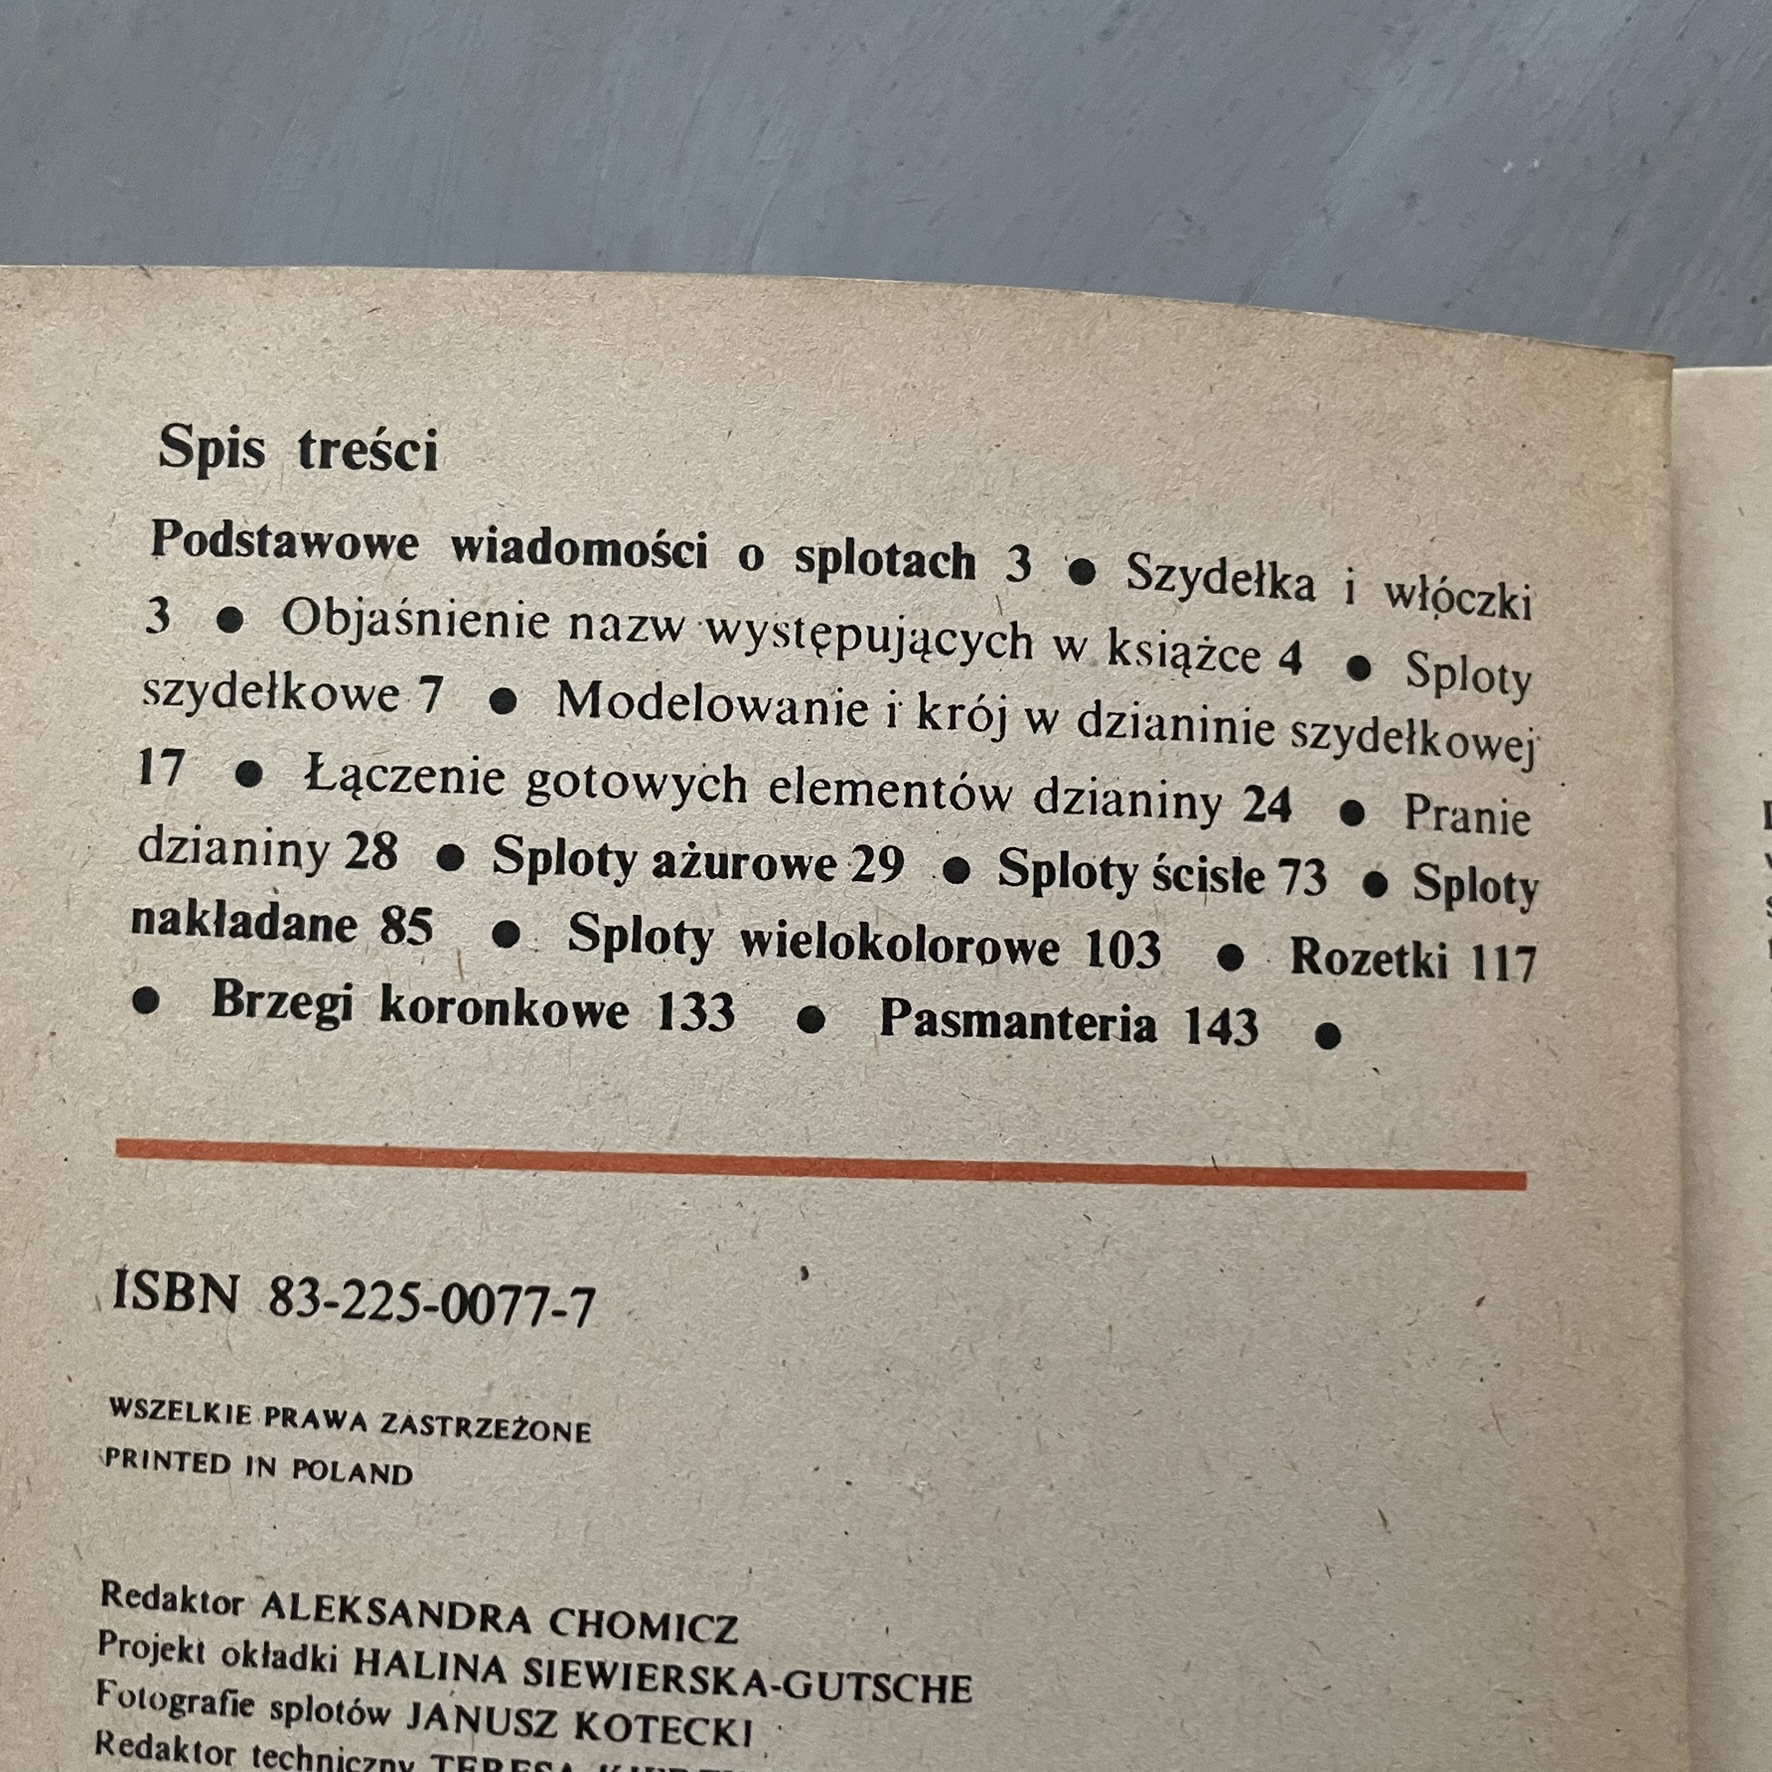 Spis treści
Podstawowe wiadomości o splotach 3 ● Szydełka i włóczki
3 ● Objaśnienie nazw występujących w książce 4 ● Sploty
szydełkowe 7 ● Modelowanie i krój w dzianinie szydełkowej
17 ● Łączenie gotowych elementów dzianiny 24 ● Pranie
dzianiny 28 ● Sploty ażurowe 29 ● Sploty ścisłe 73 ● Sploty
nakładane 85 ● Sploty wielokolorowe 103 ● Rozetki 117
● Brzegi koronkowe 133 ● Pasmanteria 143 ●
ISBN 83-225-0077-7
WSZELKIE PRAWA ZASTRZEŻONE
PRINTED IN POLAND
Redaktor ALEKSANDRA CHOMICZ
Projekt okładki HALINA SIEWIERSKA-GUTSCHE
Fotografie splotów JANUSZ KOTECKI
Redaktor techniczny TERESA